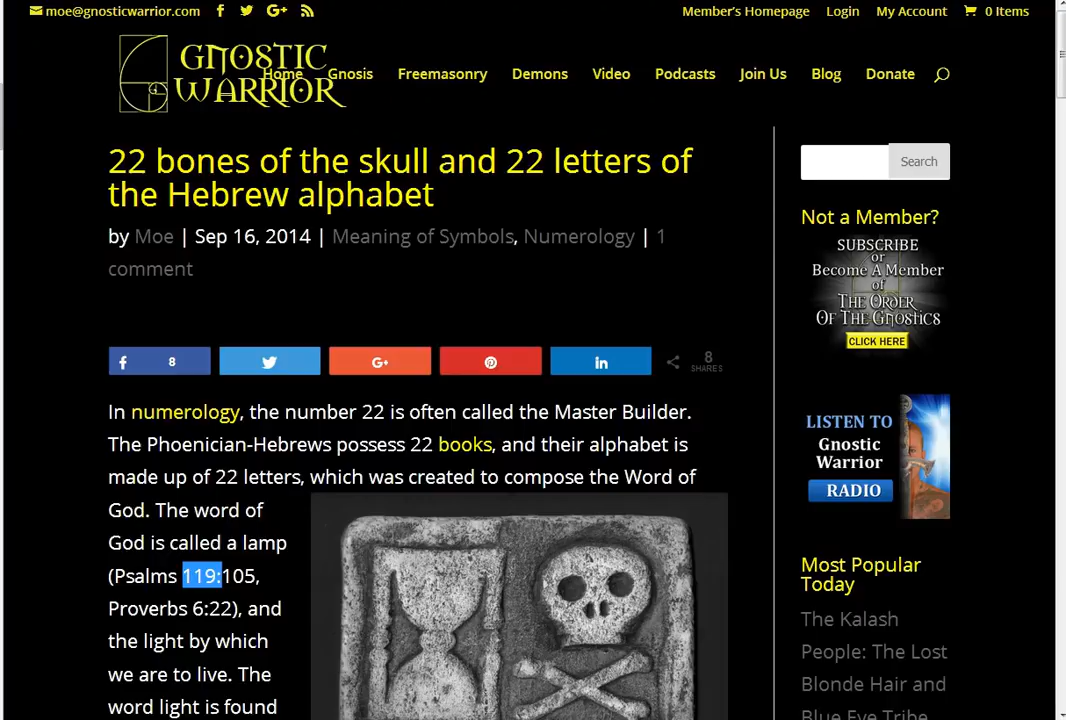 moe@gnosticwarrior.com
Member's Homepage Login My Account 0 Items
GNOSTIC
WARRIOR
Home Gnosis Freemasonry Demons Video Podcasts Join Us Blog Donate
22 bones of the skull and 22 letters of
the Hebrew alphabet
by Moe | Sep 16, 2014 | Meaning of Symbols, Numerology | 1
comment
8
G+
in
8
SHARES
In numerology, the number 22 is often called the Master Builder.
The Phoenician-Hebrews possess 22 books, and their alphabet is
made up of 22 letters, which was created to compose the Word of
God. The word of
God is called a lamp
(Psalms 119:105,
Proverbs 6:22), and
the light by which
we are to live. The
word light is found
Search
Not a Member?
SUBSCRIBE
or
Become A Member
of
THE ORDER
OF THE GNOSTICS
CLICK HERE
LISTEN TO
Gnostic
Warrior
RADIO
Most Popular
Today
The Kalash
People: The Lost
Blonde Hair and
Blue Eye Tribe